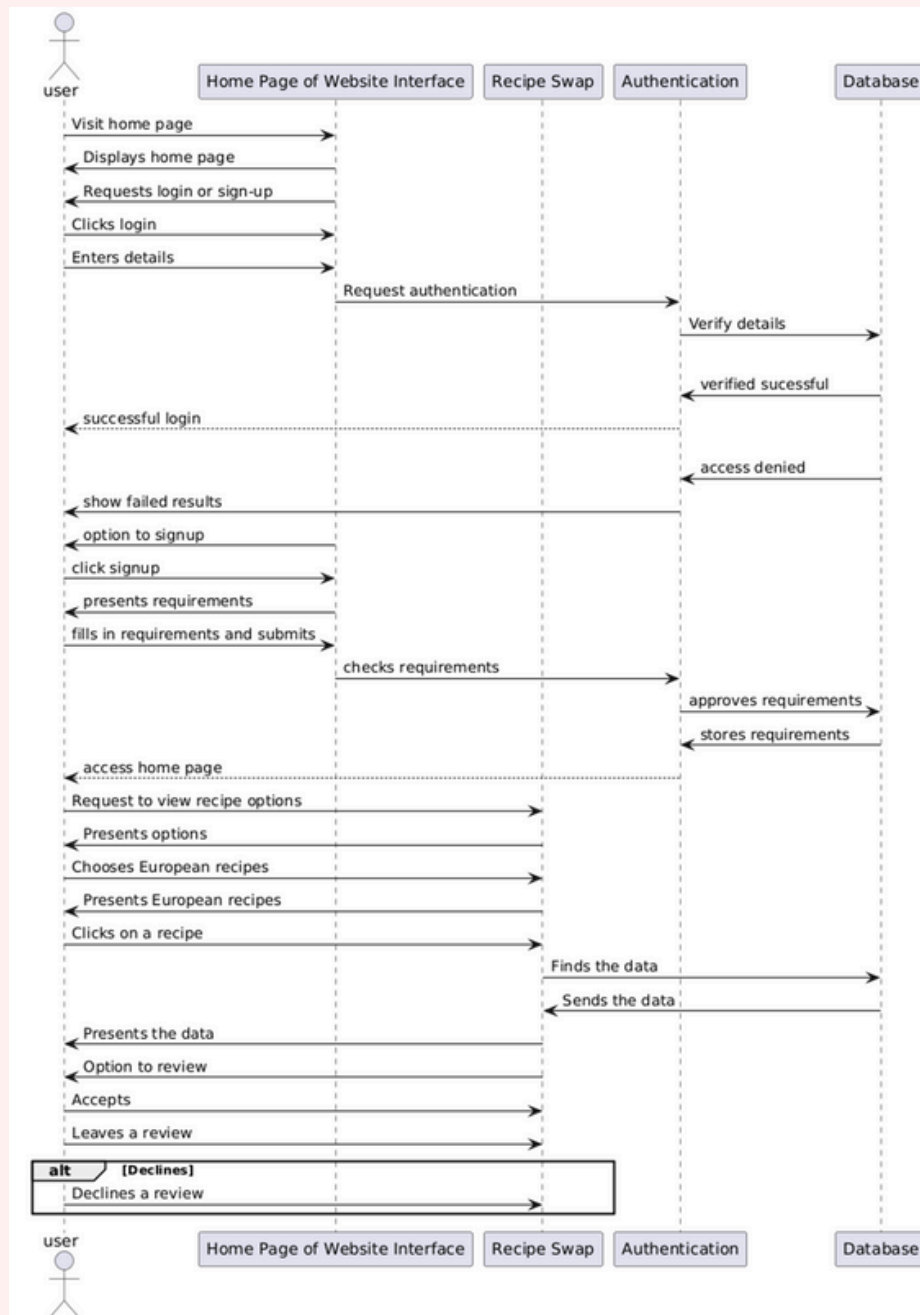 user
Home Page of Website Interface
Recipe Swap
Authentication
Database
Visit home page
Displays home page
Requests login or sign-up
Clicks login
Enters details
Request authentication
Verify details
verified sucessful
successful login
access denied
show failed results
option to signup
click signup
presents requirements
fills in requirements and submits
checks requirements
approves requirements
stores requirements
access home page
Request to view recipe options
Presents options
Chooses European recipes
Presents European recipes
Clicks on a recipe
Finds the data
Sends the data
Presents the data
Option to review
Accepts
Leaves a review
alt [Declines]
Declines a review
user
Home Page of Website Interface
Recipe Swap
Authentication
Database